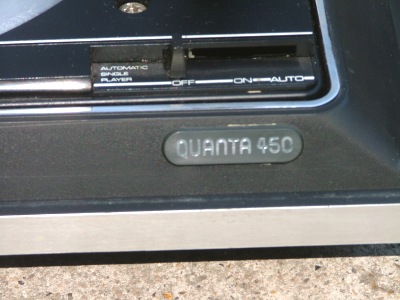 AUTOMATIC
SINGLE
PLAYER
OFF ON AUTO
QUANTA 450